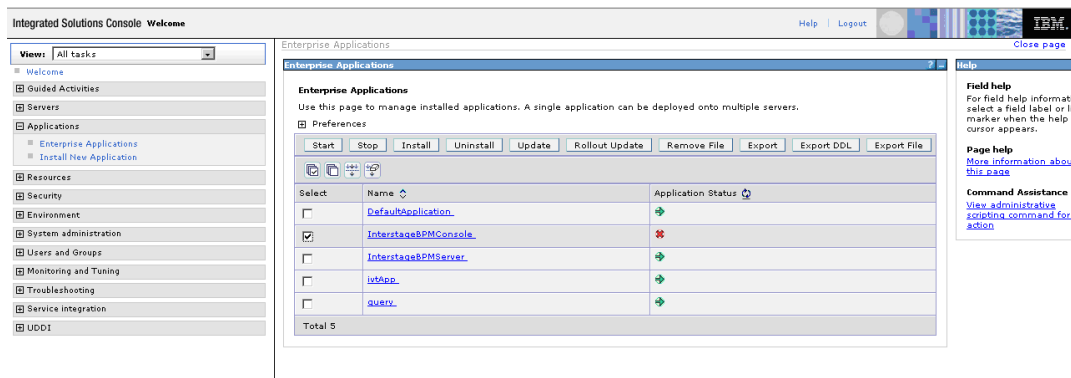 Integrated Solutions Console Welcome
Help | Logout
IBM.
View: All tasks
Welcome
Guided Activities
Servers
Applications
Enterprise Applications
Install New Application
Resources
Security
Environment
System administration
Users and Groups
Monitoring and Tuning
Troubleshooting
Service integration
UDDI
Enterprise Applications
Close page
Enterprise Applications ? -
Enterprise Applications
Use this page to manage installed applications. A single application can be deployed onto multiple servers.
Preferences
Start Stop Install Uninstall Update Rollout Update Remove File Export Export DDL Export File
Select Name Application Status
DefaultApplication
InterstageBPMConsole
InterstageBPMServer
ivtApp
query
Total 5
Help
Field help
For field help informat
select a field label or l
marker when the help
cursor appears.
Page help
More information abou
this page
Command Assistance
View administrative
scripting command for
action